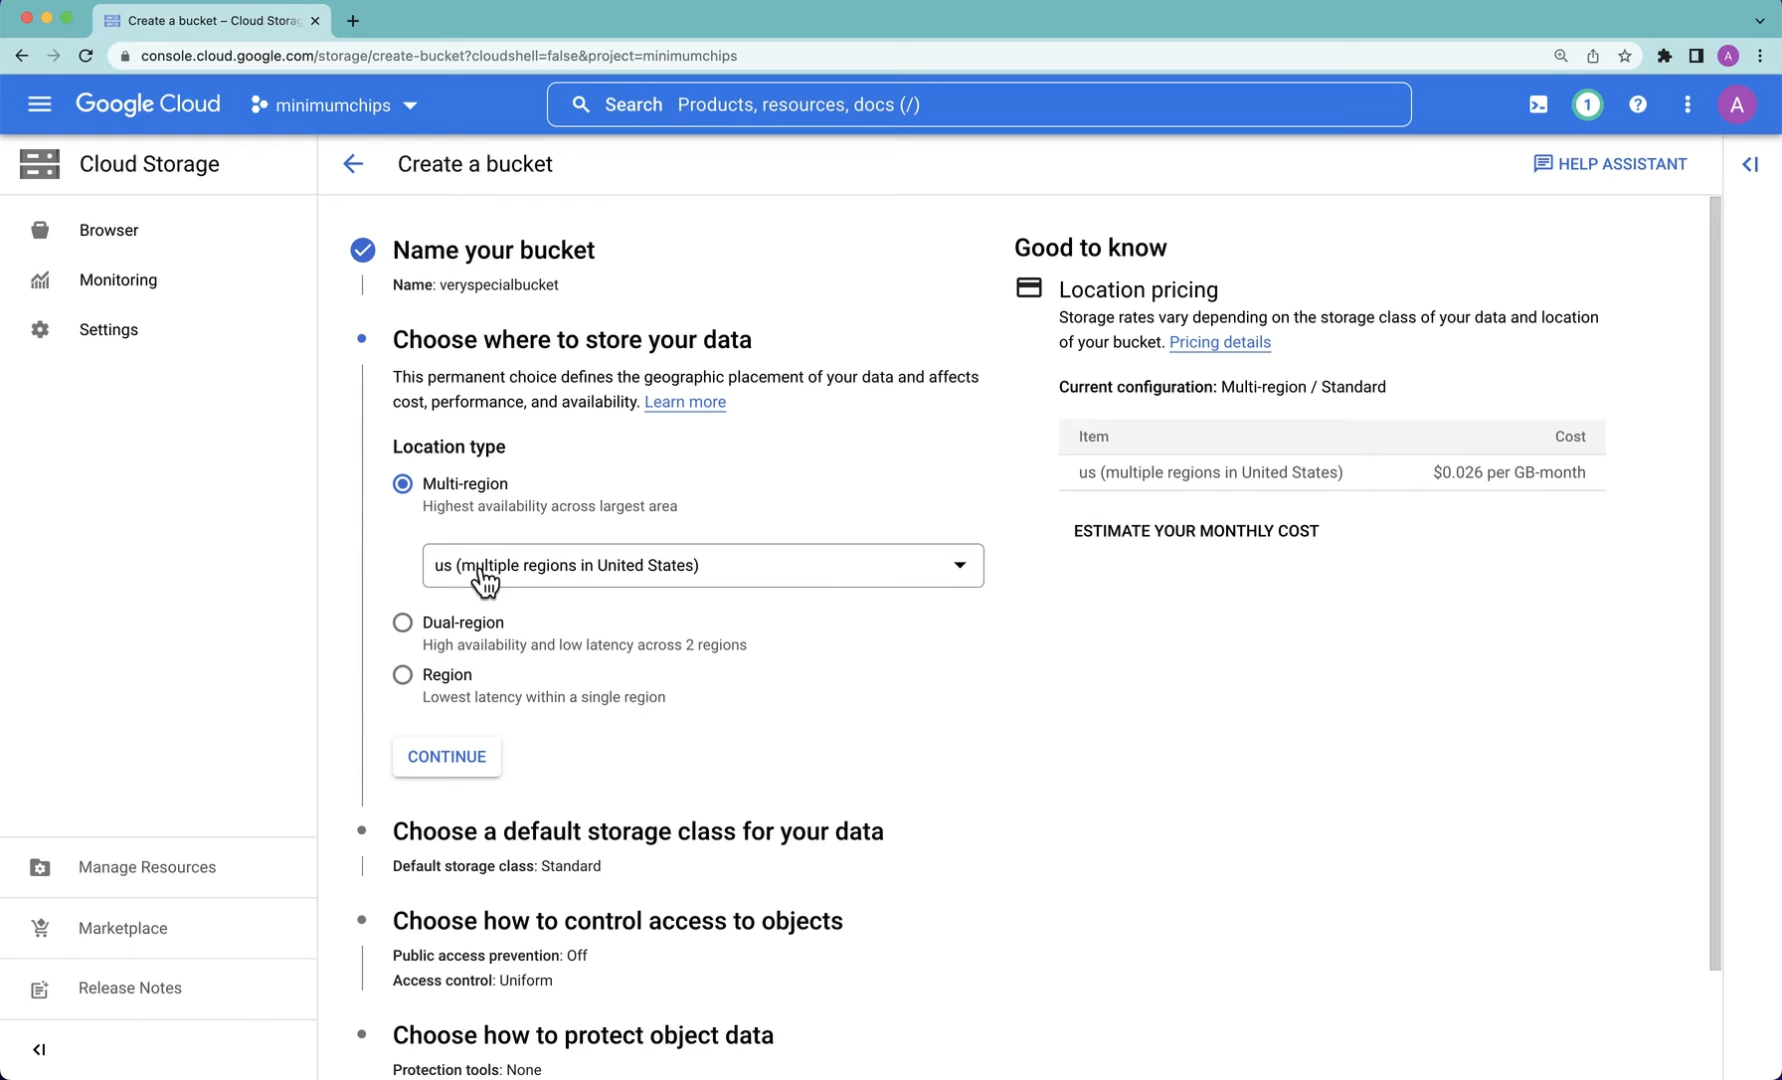 Create a bucket – Cloud Storag
console.cloud.google.com/storage/create-bucket?cloudshell=false&project=minimumchips
A
Google Cloud
minimumchips
Search Products, resources, docs (/)
1
A
Cloud Storage
Create a bucket
HELP ASSISTANT
Browser
Monitoring
Settings
Name your bucket
Name: veryspecialbucket
Choose where to store your data
This permanent choice defines the geographic placement of your data and affects
cost, performance, and availability. Learn more
Location type
Multi-region
Highest availability across largest area
us (multiple regions in United States)
Dual-region
High availability and low latency across 2 regions
Region
Lowest latency within a single region
CONTINUE
Choose a default storage class for your data
Default storage class: Standard
Choose how to control access to objects
Public access prevention: Off
Access control: Uniform
Choose how to protect object data
Protection tools: None
Good to know
Location pricing
Storage rates vary depending on the storage class of your data and location
of your bucket. Pricing details
Current configuration: Multi-region / Standard
Item Cost
us (multiple regions in United States) $0.026 per GB-month
ESTIMATE YOUR MONTHLY COST
Manage Resources
Marketplace
Release Notes